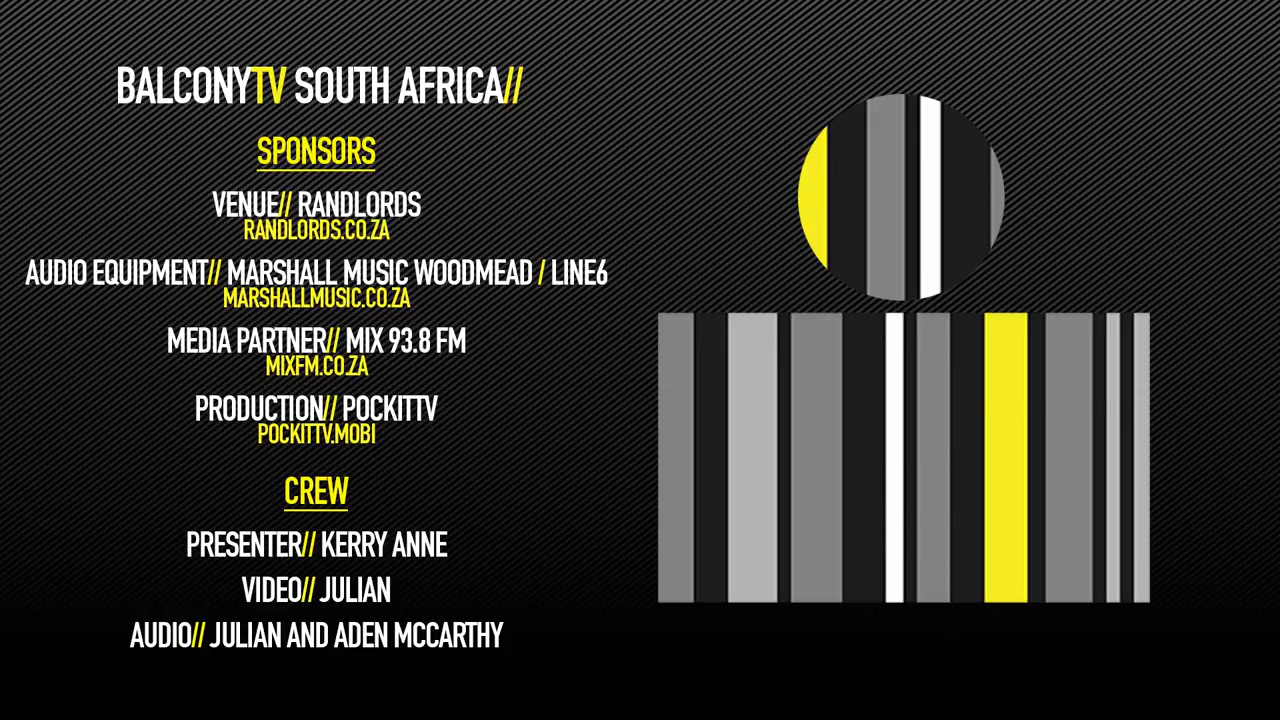 BALCONYTV SOUTH AFRICA//
SPONSORS
VENUE// RANDLORDS
RANDLORDS.CO.ZA
AUDIO EQUIPMENT// MARSHALL MUSIC WOODMEAD / LINE6
MARSHALLMUSIC.CO.ZA
MEDIA PARTNER// MIX 93.8 FM
MIXFM.CO.ZA
PRODUCTION// POCKITTV
POCKITTV.MOBI
CREW
PRESENTER// KERRY ANNE
VIDEO// JULIAN
AUDIO// JULIAN AND ADEN MCCARTHY